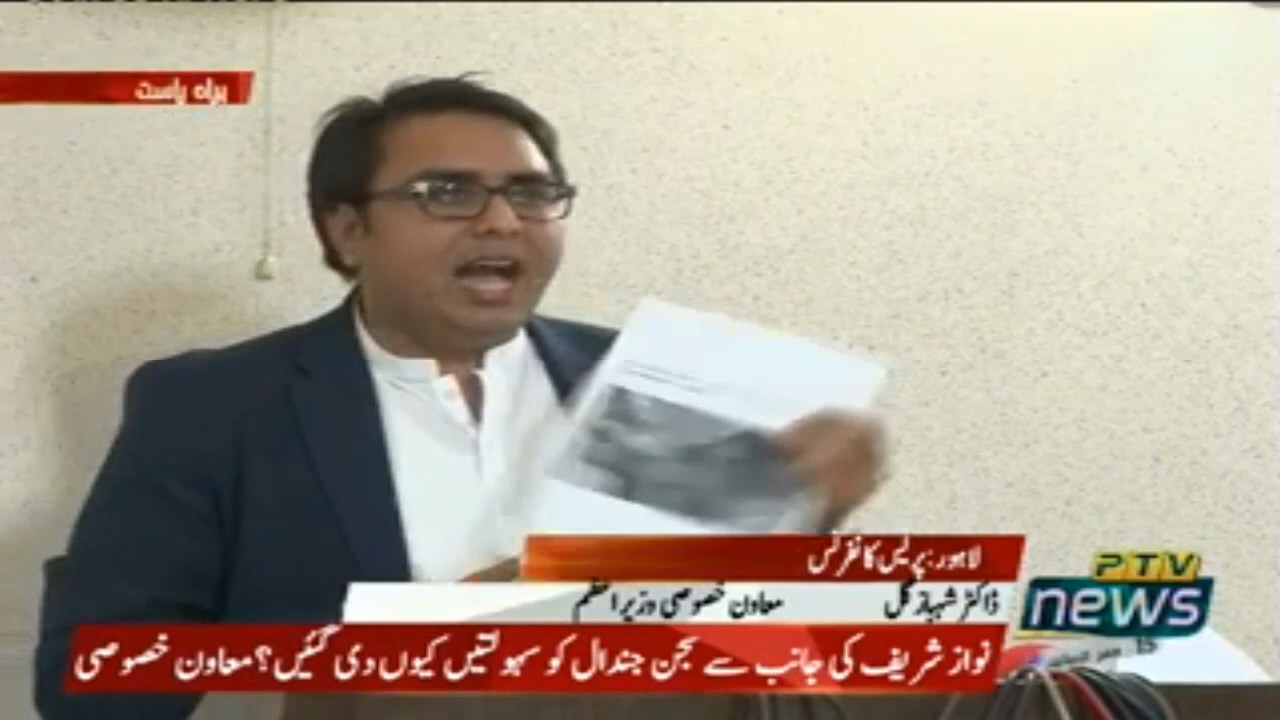 براہ راست
لاہور: پریس کانفرنس
ڈاکٹر شہباز گل معاون خصوصی وزیراعظم
PTV
news
نواز شریف کی جانب سے سجن جندال کو سہولتیں کیوں دی گئیں؟ معاون خصوصی
15